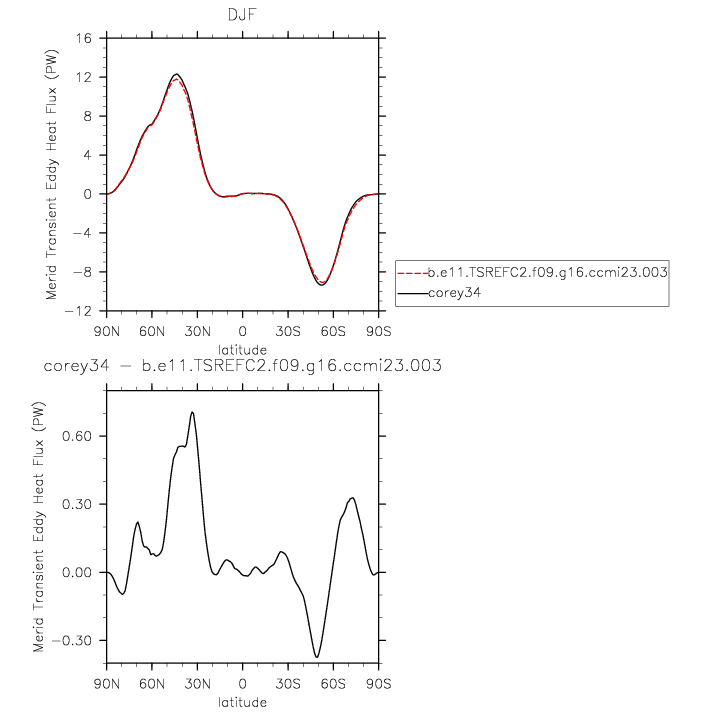 DJF
Merid Transient Eddy Heat Flux (PW)
16
12
8
4
0
−4
−8
−12
90N 60N 30N 0 30S 60S 90S
latitude
b.e11.TSREFC2.f09.g16.ccmi23.003
corey34
corey34 − b.e11.TSREFC2.f09.g16.ccmi23.003
Merid Transient Eddy Heat Flux (PW)
0.60
0.30
0.00
−0.30
90N 60N 30N 0 30S 60S 90S
latitude